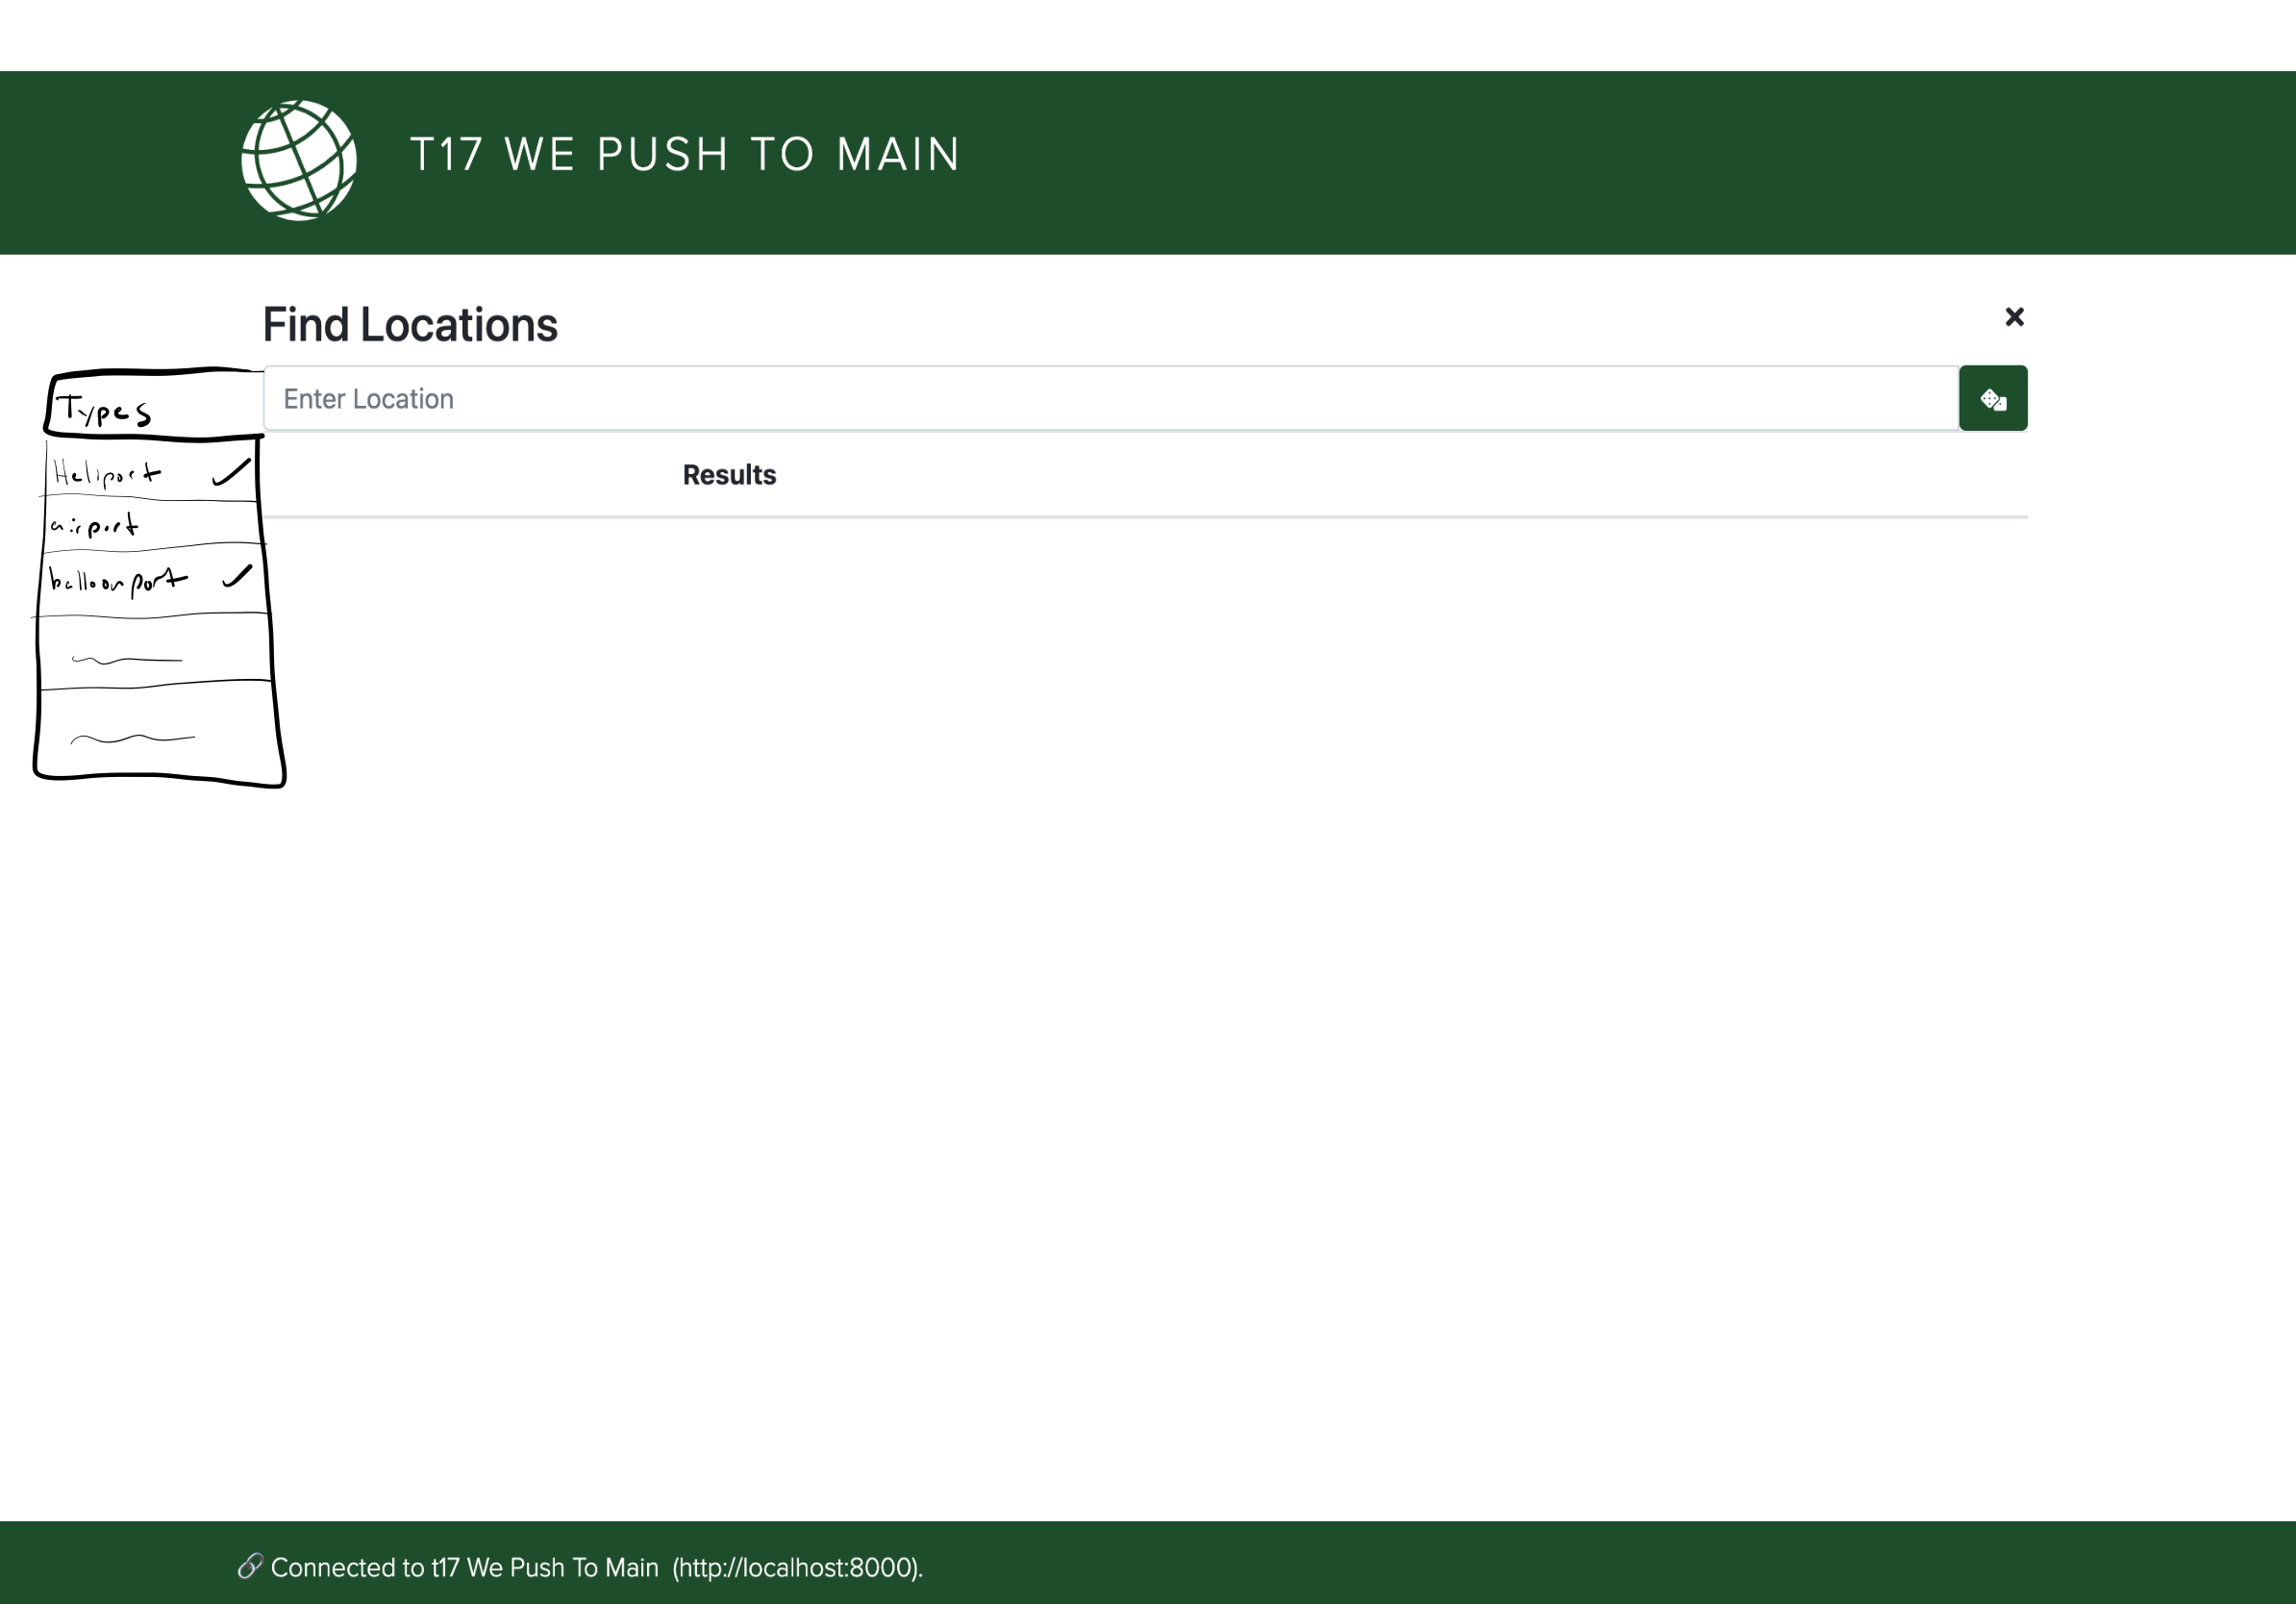 T17 WE PUSH TO MAIN
Find Locations
Types
Enter Location
Heliport
Results
airport
balloonport
🔗 Connected to t17 We Push To Main (http://localhost:8000).